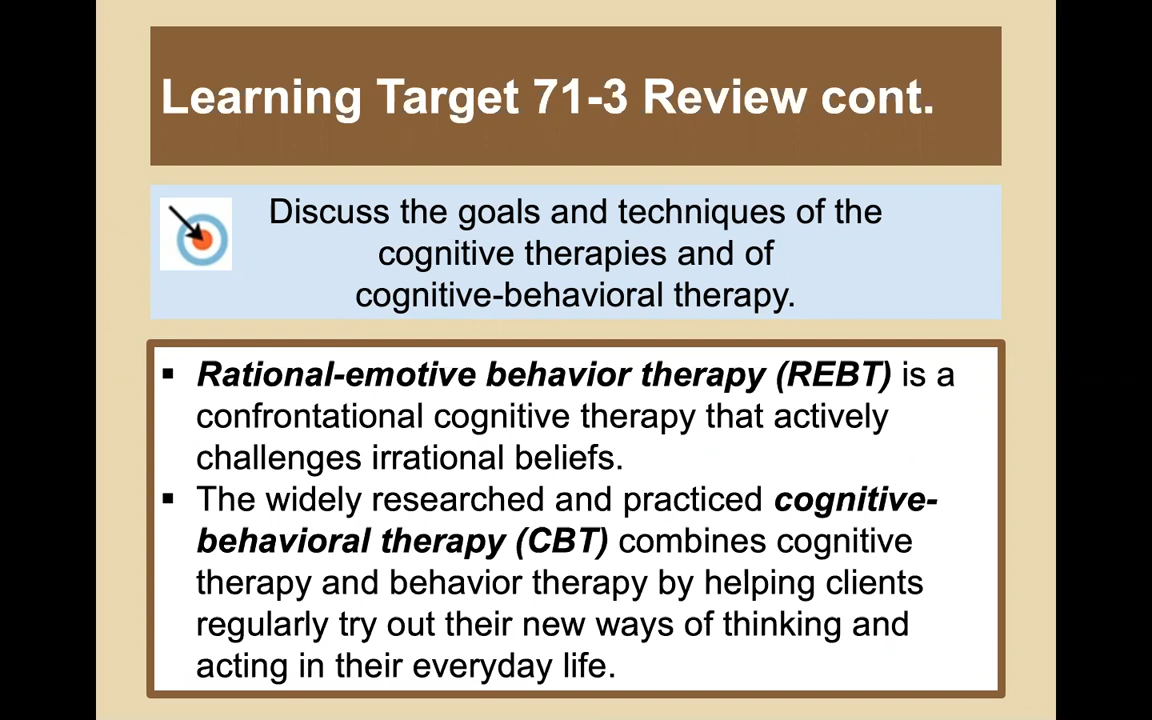 Learning Target 71-3 Review cont.
Discuss the goals and techniques of the
cognitive therapies and of
cognitive-behavioral therapy.
▪ Rational-emotive behavior therapy (REBT) is a
confrontational cognitive therapy that actively
challenges irrational beliefs.
▪ The widely researched and practiced cognitive-
behavioral therapy (CBT) combines cognitive
therapy and behavior therapy by helping clients
regularly try out their new ways of thinking and
acting in their everyday life.